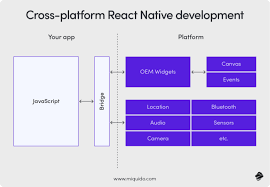 Cross-platform React Native development
Your app
Platform
JavaScript
Bridge
OEM Widgets
Canvas
Events
Location
Bluetooth
Audio
Sensors
Camera
etc.
www.miquido.com